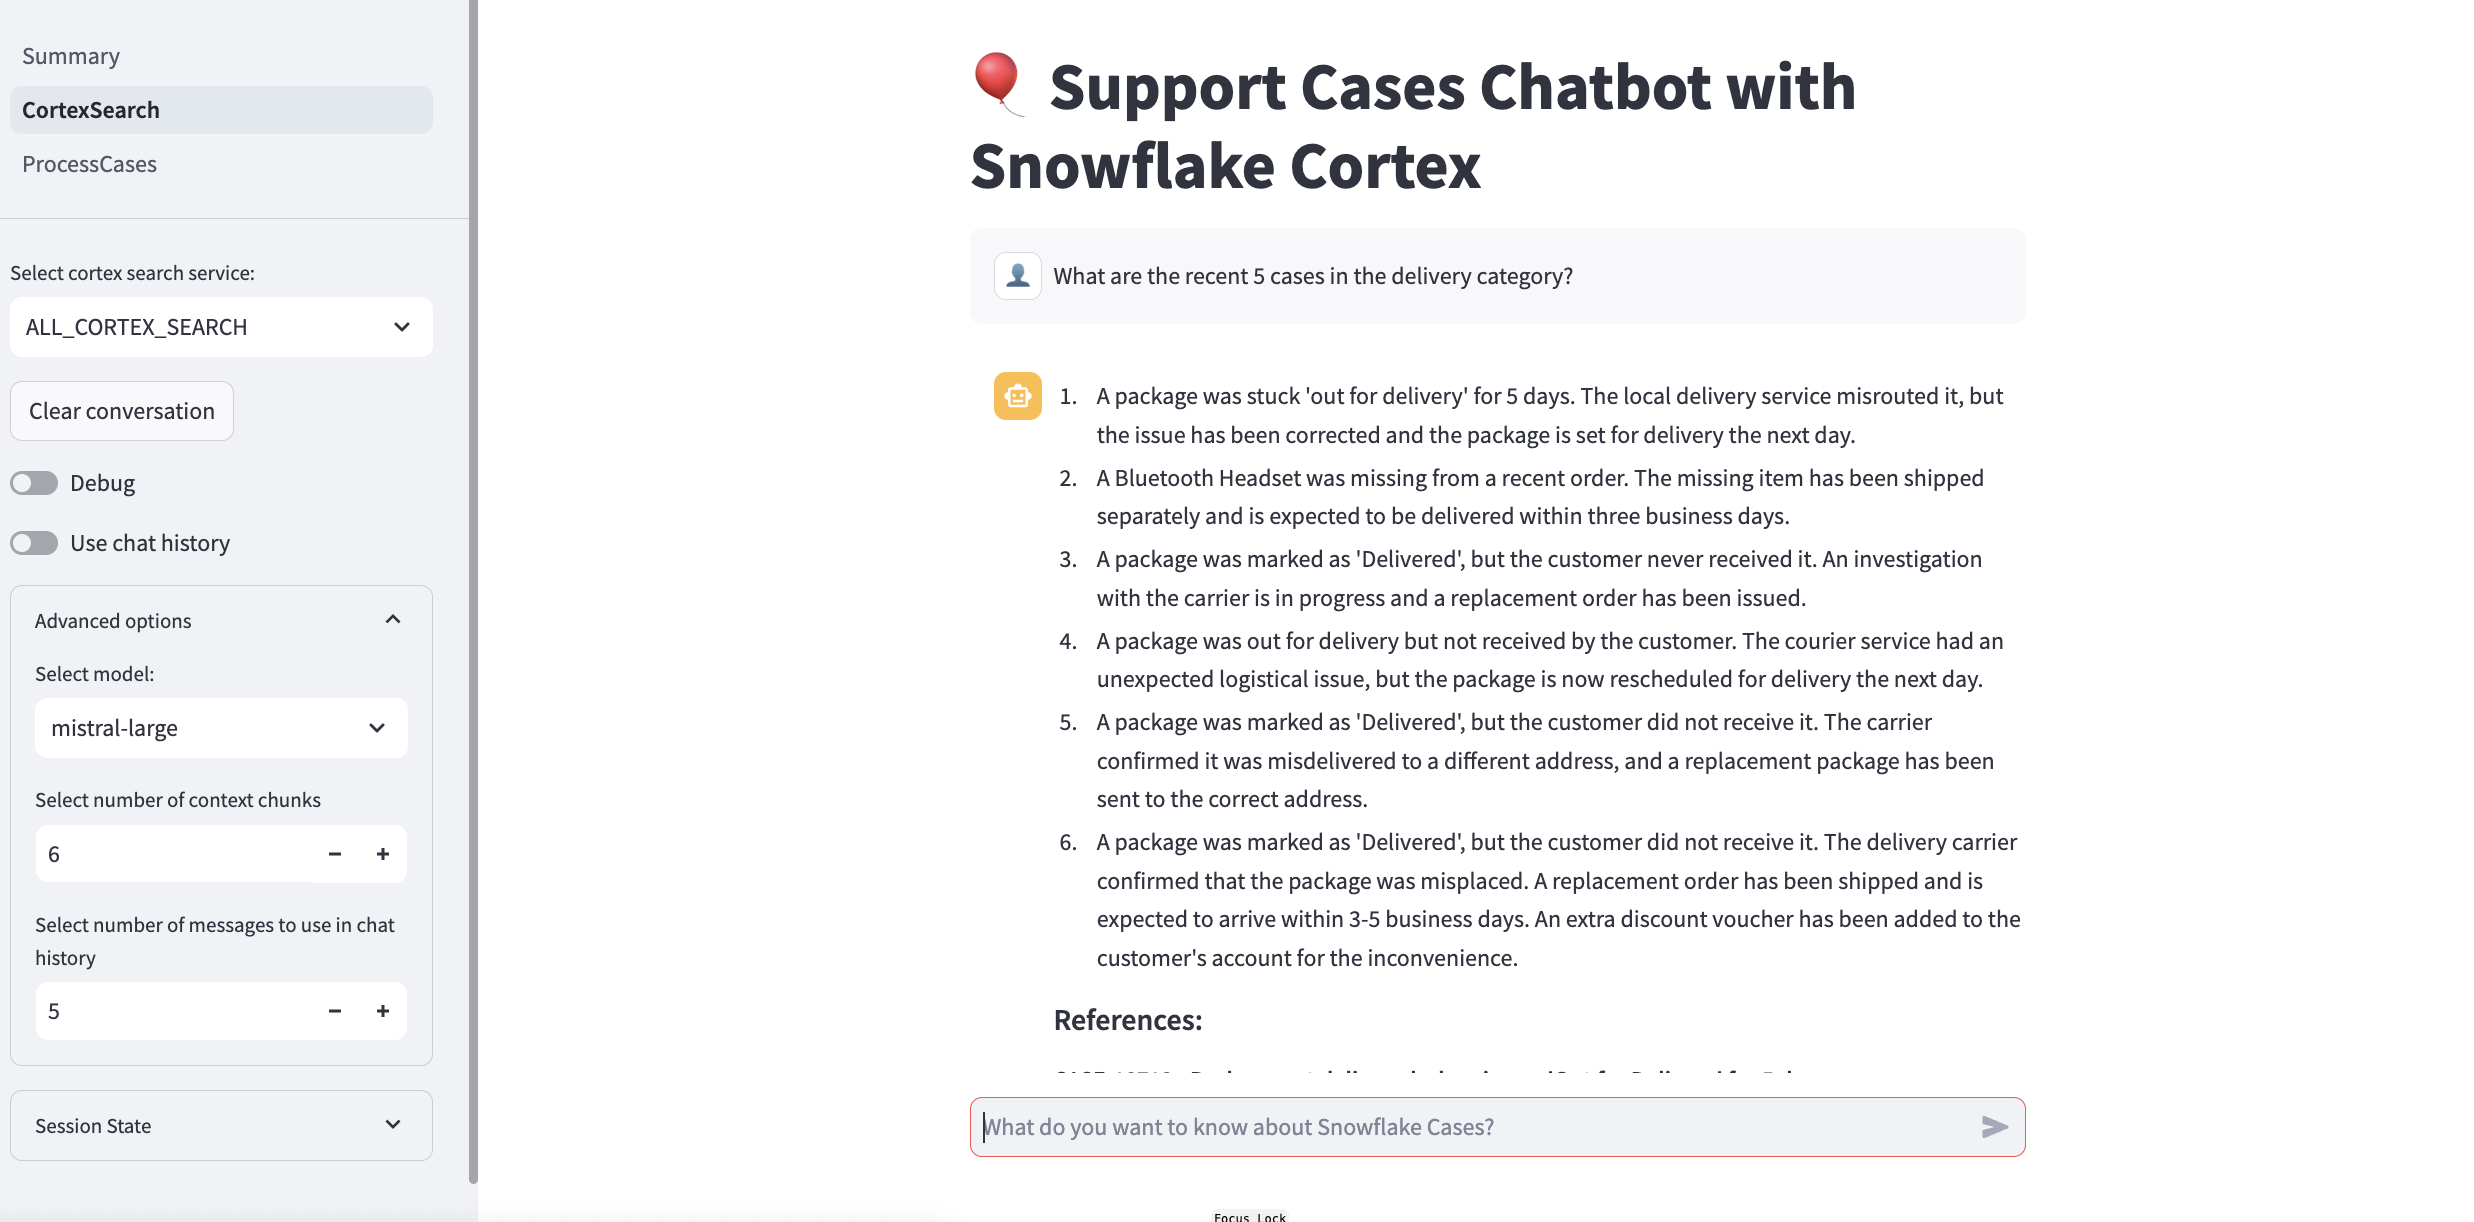 Summary
CortexSearch
ProcessCases
Select cortex search service:
ALL_CORTEX_SEARCH
Clear conversation
Debug
Use chat history
Advanced options
Select model:
mistral-large
Select number of context chunks
6
Select number of messages to use in chat
history
5
Session State
Support Cases Chatbot with
Snowflake Cortex
What are the recent 5 cases in the delivery category?
1. A package was stuck 'out for delivery' for 5 days. The local delivery service misrouted it, but
the issue has been corrected and the package is set for delivery the next day.
2. A Bluetooth Headset was missing from a recent order. The missing item has been shipped
separately and is expected to be delivered within three business days.
3. A package was marked as 'Delivered', but the customer never received it. An investigation
with the carrier is in progress and a replacement order has been issued.
4. A package was out for delivery but not received by the customer. The courier service had an
unexpected logistical issue, but the package is now rescheduled for delivery the next day.
5. A package was marked as 'Delivered', but the customer did not receive it. The carrier
confirmed it was misdelivered to a different address, and a replacement package has been
sent to the correct address.
6. A package was marked as 'Delivered', but the customer did not receive it. The delivery carrier
confirmed that the package was misplaced. A replacement order has been shipped and is
expected to arrive within 3-5 business days. An extra discount voucher has been added to the
customer's account for the inconvenience.
References:
What do you want to know about Snowflake Cases?
Focus Lock